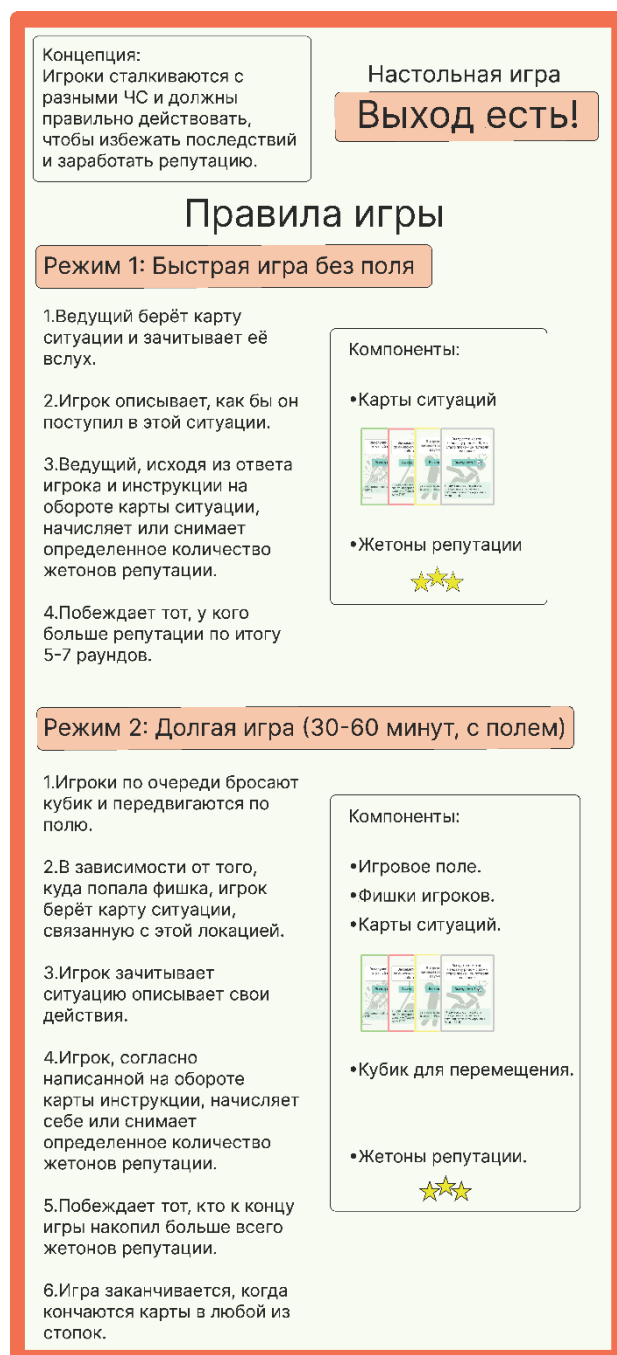 Концепция:
Игроки сталкиваются с
разными ЧС и должны
правильно действовать,
чтобы избежать последствий
и заработать репутацию.
Настольная игра
Выход есть!
Правила игры
Режим 1: Быстрая игра без поля
1.Ведущий берёт карту
ситуации и зачитывает её
вслух.
2.Игрок описывает, как бы он
поступил в этой ситуации.
3.Ведущий, исходя из ответа
игрока и инструкции на
обороте карты ситуации,
начисляет или снимает
определенное количество
жетонов репутации.
4.Побеждает тот, у кого
больше репутации по итогу
5-7 раундов.
Компоненты:
•Карты ситуаций
•Жетоны репутации
Режим 2: Долгая игра (30-60 минут, с полем)
1.Игроки по очереди бросают
кубик и передвигаются по
полю.
2.В зависимости от того,
куда попала фишка, игрок
берёт карту ситуации,
связанную с этой локацией.
3.Игрок зачитывает
ситуацию описывает свои
действия.
4.Игрок, согласно
написанной на обороте
карты инструкции, начисляет
себе или снимает
определенное количество
жетонов репутации.
5.Побеждает тот, кто к концу
игры накопил больше всего
жетонов репутации.
6.Игра заканчивается, когда
кончаются карты в любой из
стопок.
Компоненты:
•Игровое поле.
•Фишки игроков.
•Карты ситуаций.
•Кубик для перемещения.
•Жетоны репутации.